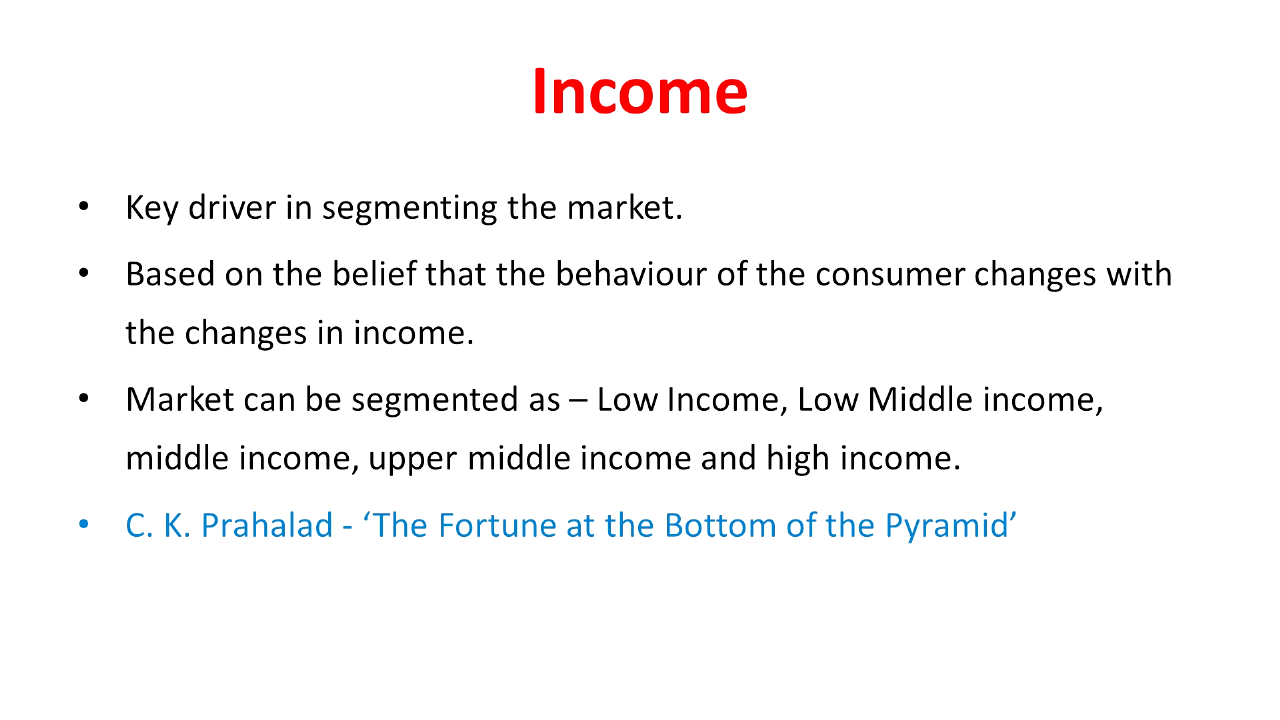 Income
• Key driver in segmenting the market.
• Based on the belief that the behaviour of the consumer changes with
the changes in income.
• Market can be segmented as – Low Income, Low Middle income,
middle income, upper middle income and high income.
• C. K. Prahalad - ‘The Fortune at the Bottom of the Pyramid’